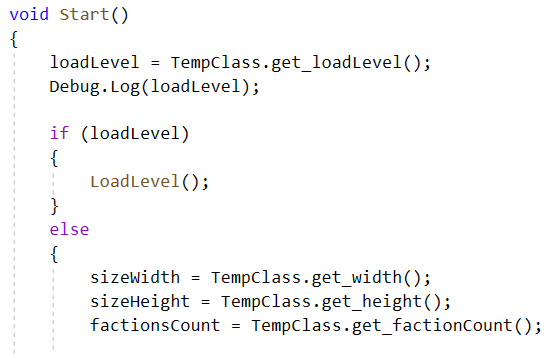 void Start()
{
loadLevel = TempClass.get_loadLevel();
Debug.Log(loadLevel);
if (loadLevel)
{
LoadLevel();
}
else
{
sizeWidth = TempClass.get_width();
sizeHeight = TempClass.get_height();
factionsCount = TempClass.get_factionCount();